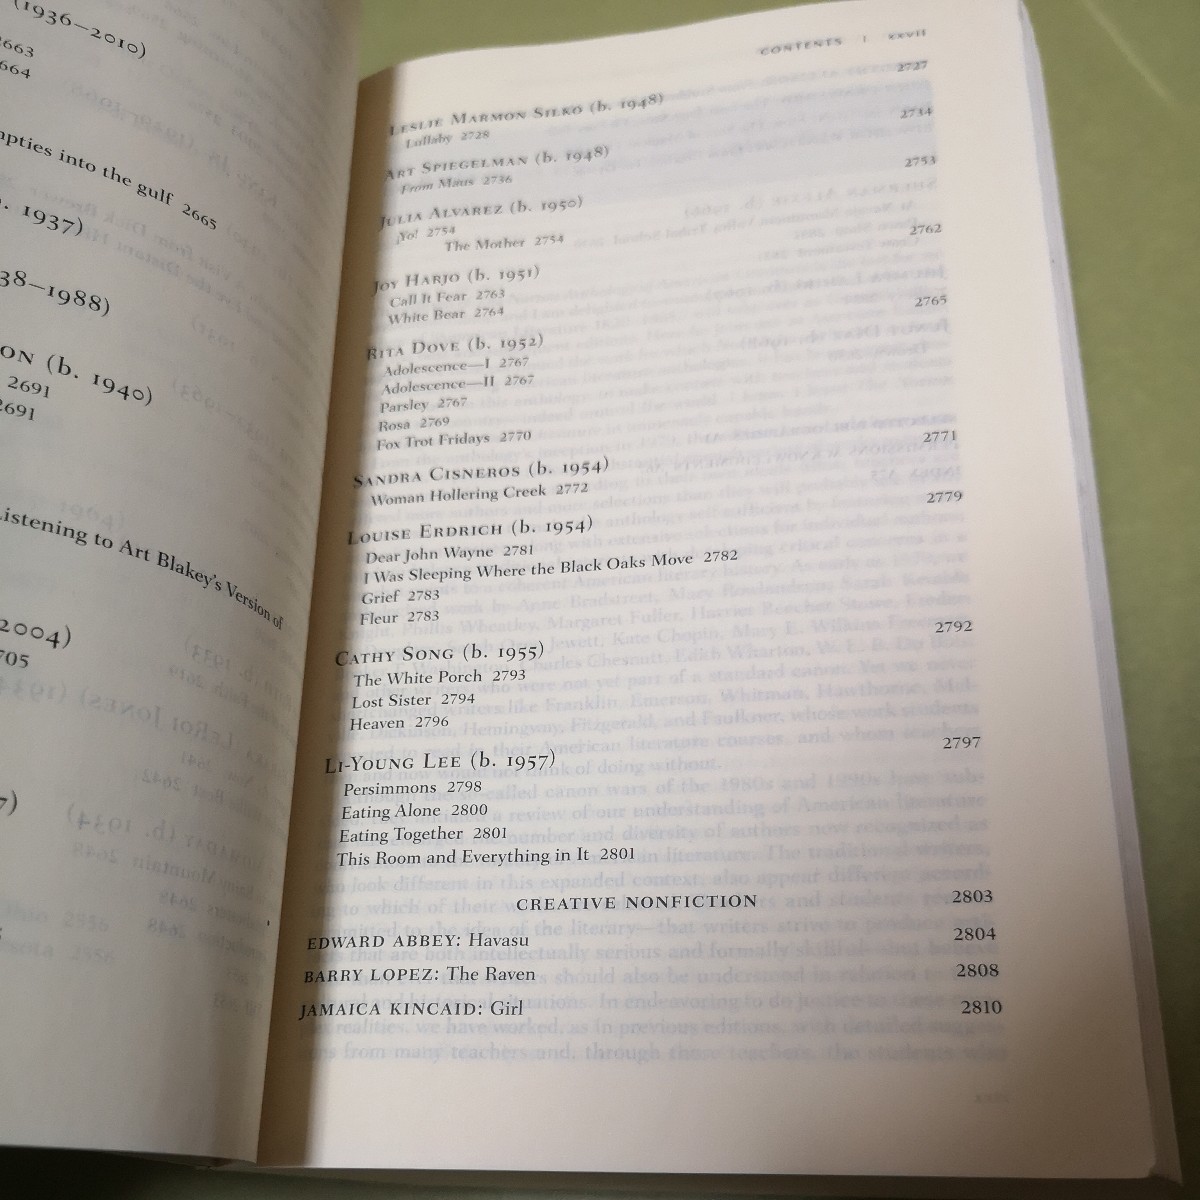 (1936–2010)
2663
2664
mpties into the gulf 2665
. 1937)
38–1988)
ON (b. 1940)
2691
2691
Listening to Art Blakey's Version of
2004)
705
7)
CONTENTS | xxvii
LESLIE MARMON SILKO (b. 1948) 2727
Lullaby 2728
ART SPIEGELMAN (b. 1948) 2734
From Maus 2736
JULIA ALVAREZ (b. 1950) 2753
¡Yo! 2754
The Mother 2754
JOY HARJO (b. 1951) 2762
Call It Fear 2763
White Bear 2764
RITA DOVE (b. 1952) 2765
Adolescence—I 2767
Adolescence—II 2767
Parsley 2767
Rosa 2769
Fox Trot Fridays 2770
SANDRA CISNEROS (b. 1954) 2771
Woman Hollering Creek 2772
LOUISE ERDRICH (b. 1954) 2779
Dear John Wayne 2781
I Was Sleeping Where the Black Oaks Move 2782
Grief 2783
Fleur 2783
CATHY SONG (b. 1955) 2792
The White Porch 2793
Lost Sister 2794
Heaven 2796
LI-YOUNG LEE (b. 1957) 2797
Persimmons 2798
Eating Alone 2800
Eating Together 2801
This Room and Everything in It 2801
CREATIVE NONFICTION 2803
EDWARD ABBEY: Havasu 2804
BARRY LOPEZ: The Raven 2808
JAMAICA KINCAID: Girl 2810